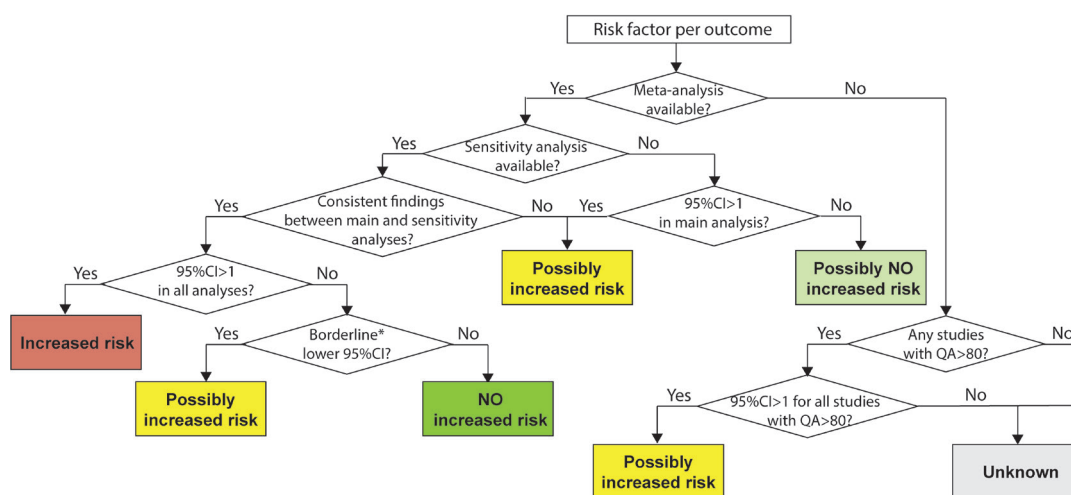 Risk factor per outcome
Yes
Meta-analysis
available?
No
Yes
Sensitivity analysis
available?
No
Yes
Consistent findings
between main and sensitivity
analyses?
No
Yes
95%CI>1
in main analysis?
No
Yes
95%CI>1
in all analyses?
No
Possibly
increased risk
Possibly NO
increased risk
Increased risk
Yes
Borderline*
lower 95%CI?
No
Yes
Any studies
with QA>80?
No
Possibly
increased risk
NO
increased risk
Yes
95%CI>1 for all studies
with QA>80?
No
Possibly
increased risk
Unknown